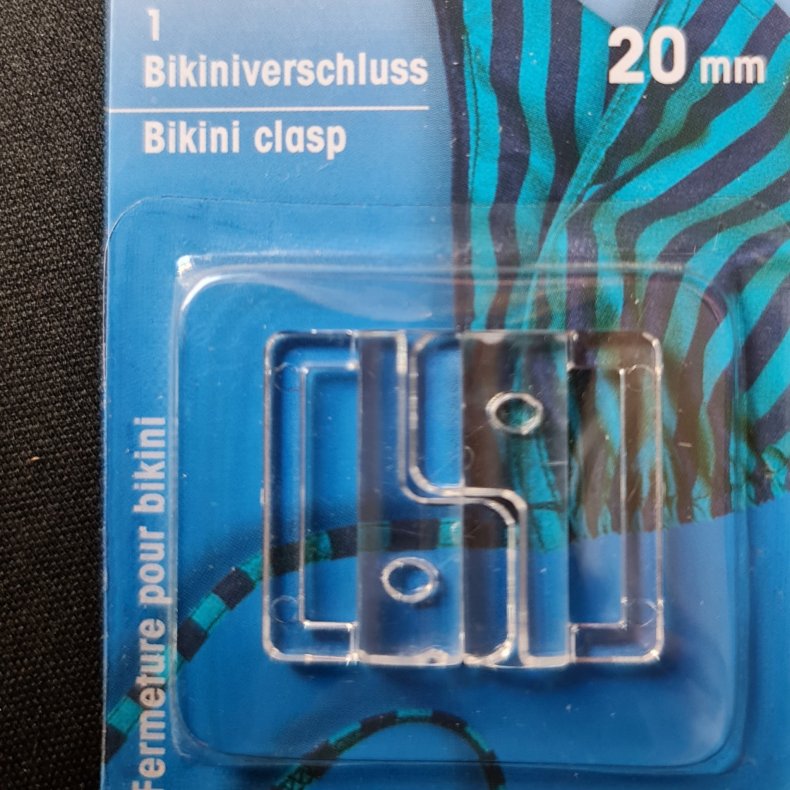 1
Bikiniverschluss
20 mm
Bikini clasp
Fermeture pour bikini